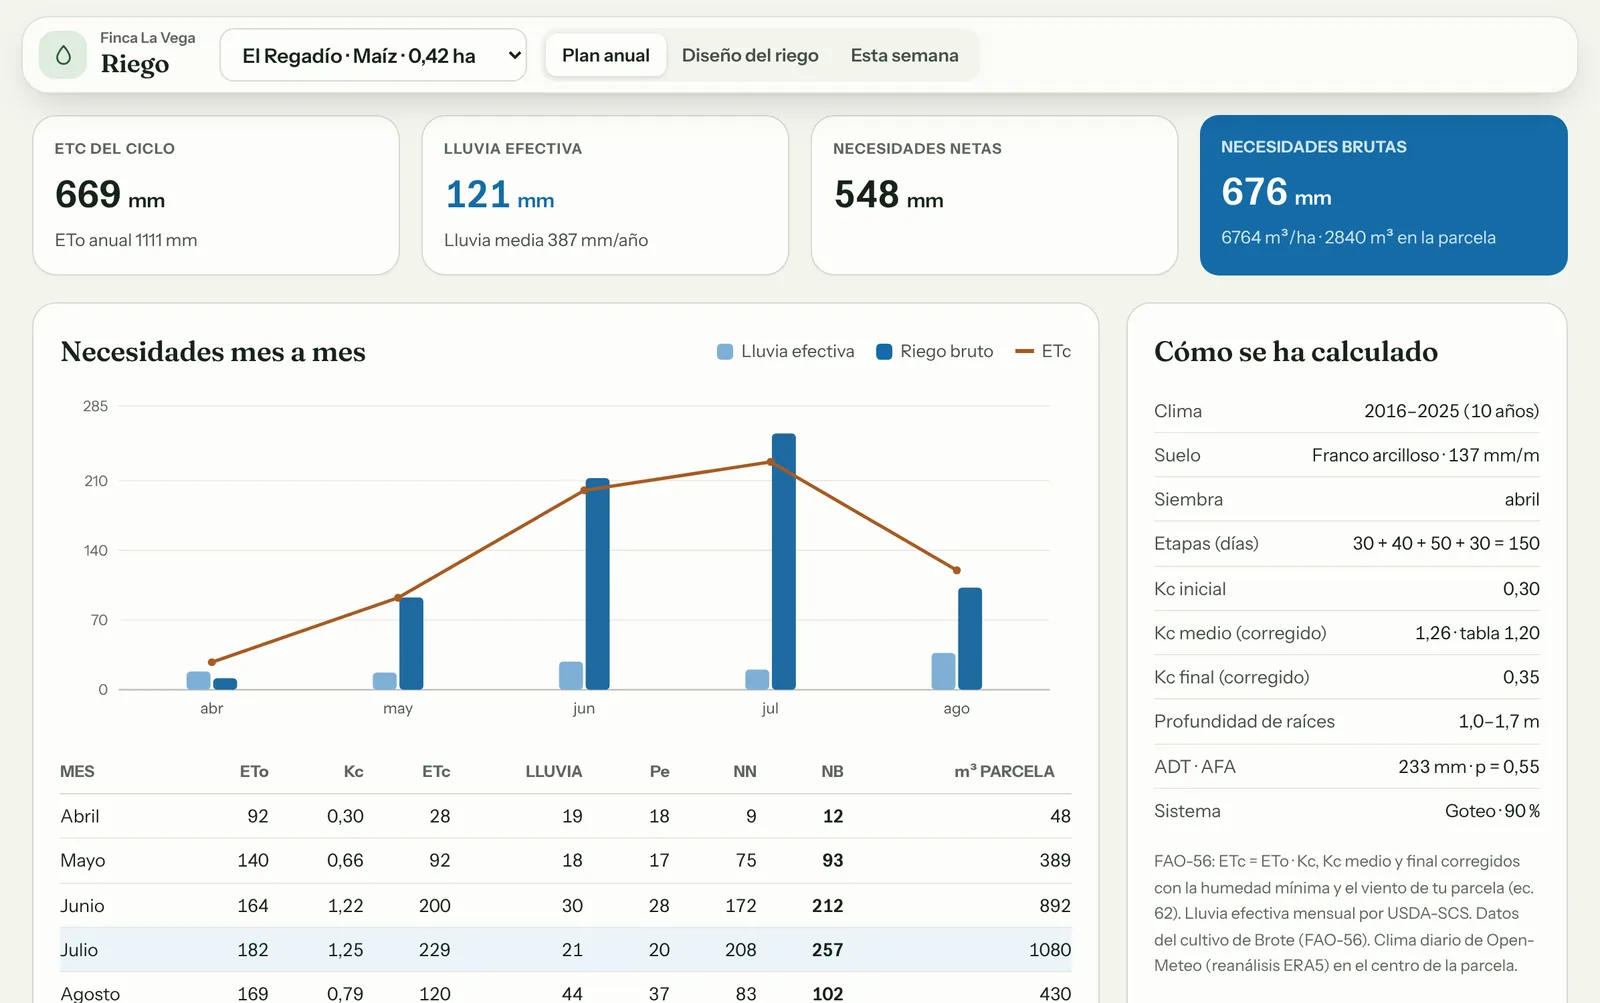 Finca La Vega
Riego
El Regadío · Maíz · 0,42 ha
Plan anual
Diseño del riego
Esta semana
ETC DEL CICLO
669 mm
ETo anual 1111 mm
LLUVIA EFECTIVA
121 mm
Lluvia media 387 mm/año
NECESIDADES NETAS
548 mm
NECESIDADES BRUTAS
676 mm
6764 m³/ha · 2840 m³ en la parcela
Necesidades mes a mes
Lluvia efectiva
Riego bruto
ETc
285
210
140
70
0
abr may jun jul ago
MES ETo Kc ETc LLUVIA Pe NN NB m³ PARCELA
Abril 92 0,30 28 19 18 9 12 48
Mayo 140 0,66 92 18 17 75 93 389
Junio 164 1,22 200 30 28 172 212 892
Julio 182 1,25 229 21 20 208 257 1080
Agosto 169 0,79 120 44 37 83 102 430
Cómo se ha calculado
Clima 2016–2025 (10 años)
Suelo Franco arcilloso · 137 mm/m
Siembra abril
Etapas (días) 30 + 40 + 50 + 30 = 150
Kc inicial 0,30
Kc medio (corregido) 1,26 · tabla 1,20
Kc final (corregido) 0,35
Profundidad de raíces 1,0–1,7 m
ADT · AFA 233 mm · p = 0,55
Sistema Goteo · 90 %
FAO-56: ETc = ETo · Kc, Kc medio y final corregidos
con la humedad mínima y el viento de tu parcela (ec.
62). Lluvia efectiva mensual por USDA-SCS. Datos
del cultivo de Brote (FAO-56). Clima diario de Open-
Meteo (reanálisis ERA5) en el centro de la parcela.